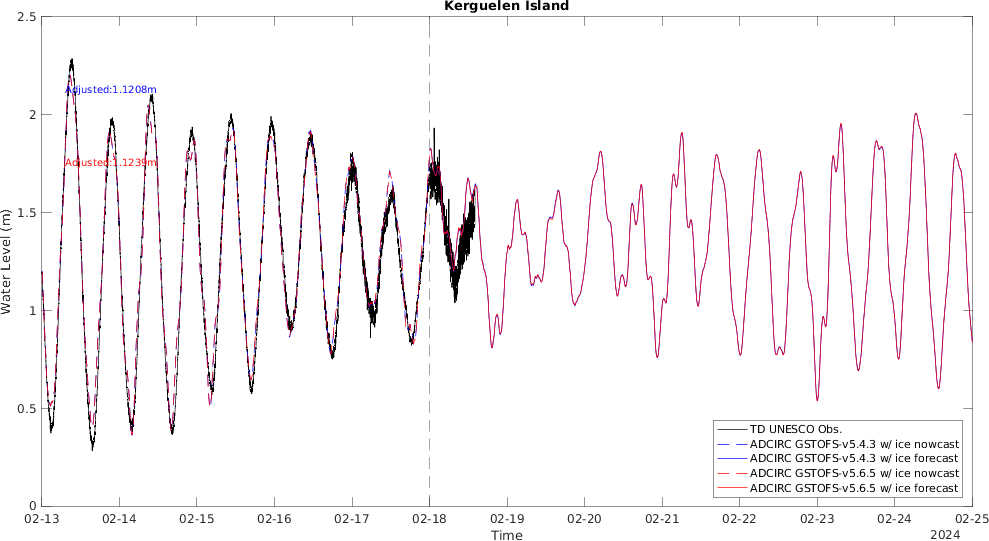 Kerguelen Island
2.5
2
1.5
1
0.5
0
Water Level (m)
Adjusted:1.1208m
Adjusted:1.1239m
TD UNESCO Obs.
ADCIRC GSTOFS-v5.4.3 w/ ice nowcast
ADCIRC GSTOFS-v5.4.3 w/ ice forecast
ADCIRC GSTOFS-v5.6.5 w/ ice nowcast
ADCIRC GSTOFS-v5.6.5 w/ ice forecast
02-13 02-14 02-15 02-16 02-17 02-18 02-19 02-20 02-21 02-22 02-23 02-24 02-25
Time
2024